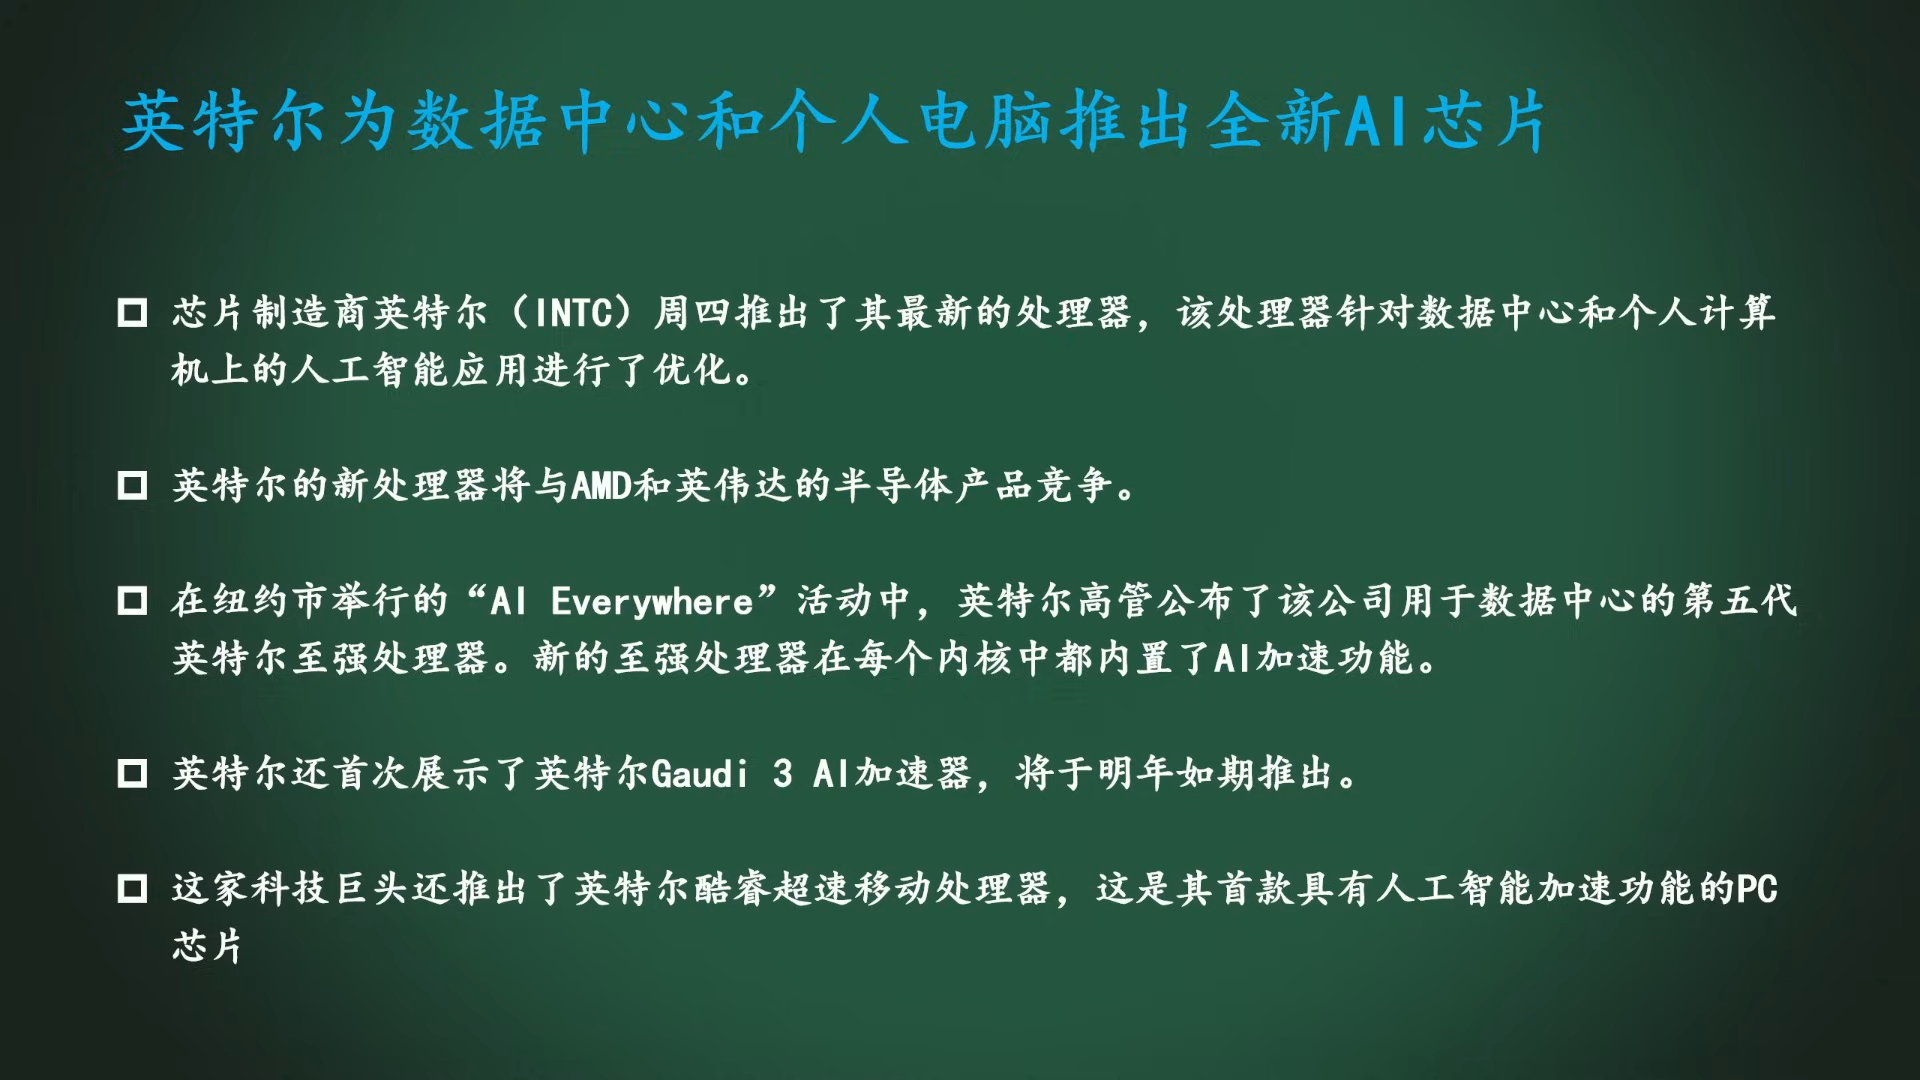 英特尔为数据中心和个人电脑推出全新AI芯片
芯片制造商英特尔（INTC）周四推出了其最新的处理器，该处理器针对数据中心和个人计算
机上的人工智能应用进行了优化。
英特尔的新处理器将与AMD和英伟达的半导体产品竞争。
在纽约市举行的“AI Everywhere”活动中，英特尔高管公布了该公司用于数据中心的第五代
英特尔至强处理器。新的至强处理器在每个内核中都内置了AI加速功能。
英特尔还首次展示了英特尔Gaudi 3 AI加速器，将于明年如期推出。
这家科技巨头还推出了英特尔酷睿超速移动处理器，这是其首款具有人工智能加速功能的PC
芯片